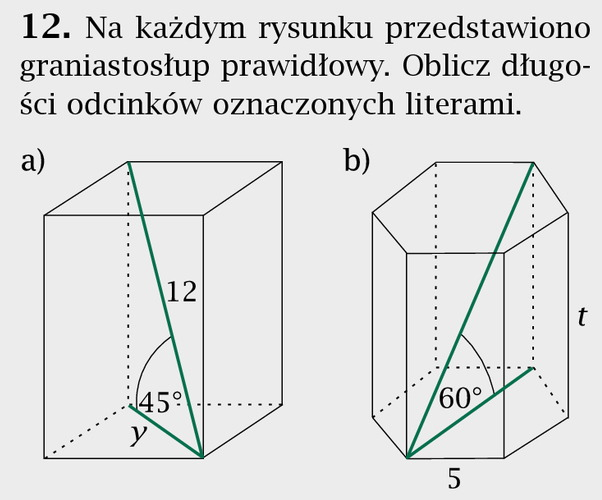 12. Na każdym rysunku przedstawiono
graniastosłup prawidłowy. Oblicz długo-
ści odcinków oznaczonych literami.
a)
b)
12
45°
y
t
60°
5